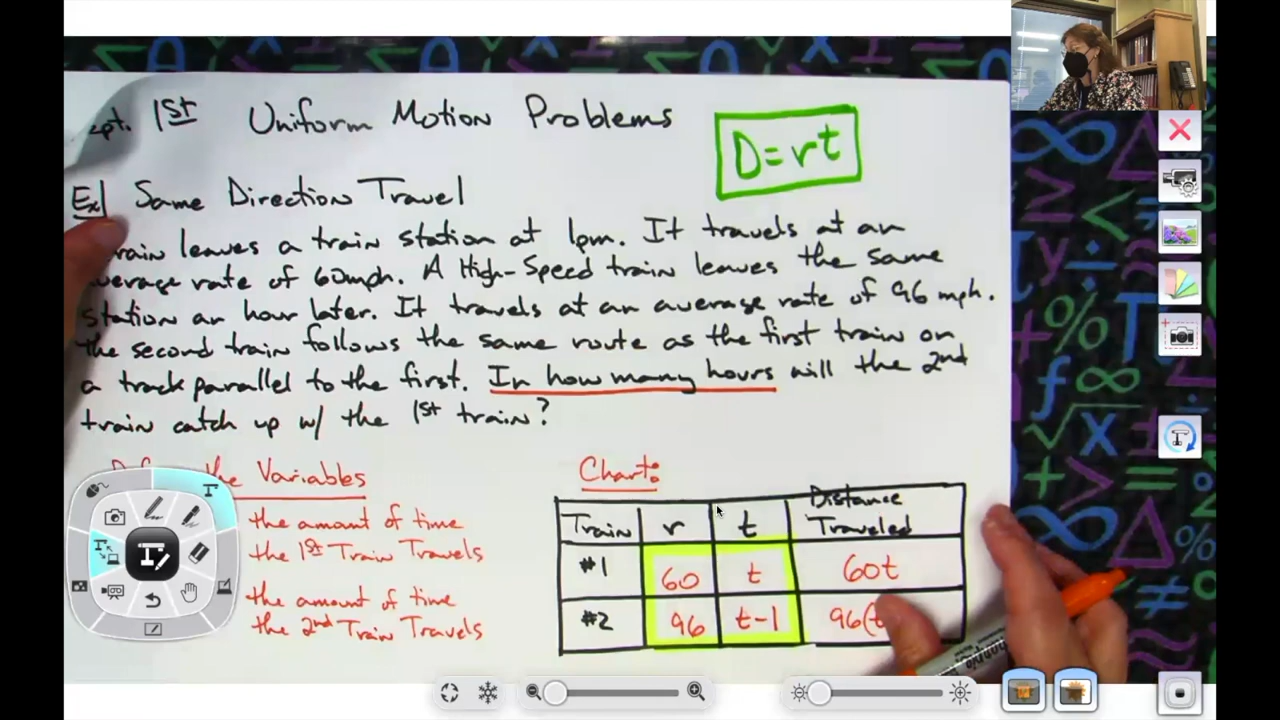 1st Uniform Motion Problems
D=rt
Ex Same Direction Travel
train leaves a train station at 1pm. It travels at an
average rate of 60mph. A High-Speed train leaves the same
station an hour later. It travels at an average rate of 96 mph.
the second train follows the same route as the first train on
a track parallel to the first. In how many hours will the 2nd
train catch up w/ the 1st train?
the Variables
the amount of time
the 1st Train Travels
the amount of time
the 2nd Train Travels
Chart:
Train r t Distance Traveled
#1 60 t 60t
#2 96 t-1 96(t